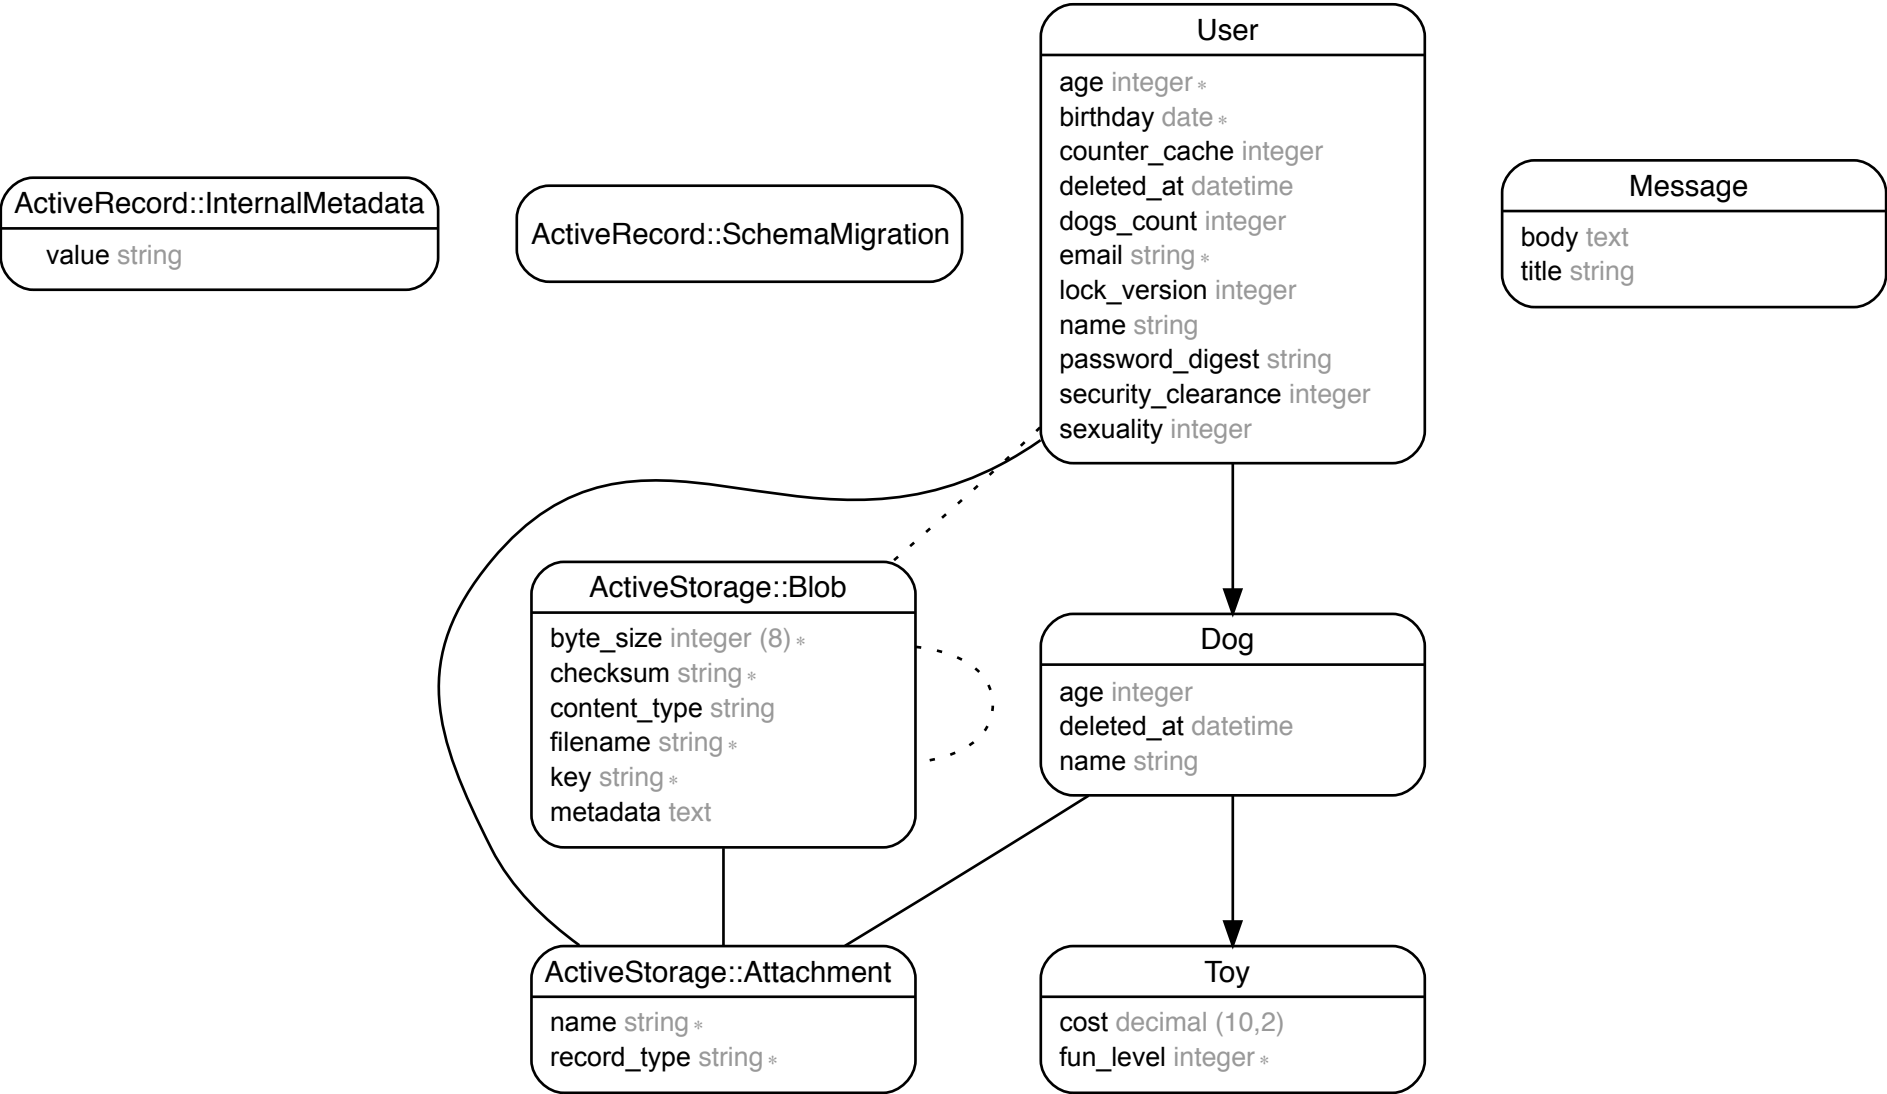 User
age integer *
birthday date *
counter_cache integer
deleted_at datetime
dogs_count integer
email string *
lock_version integer
name string
password_digest string
security_clearance integer
sexuality integer
ActiveRecord::InternalMetadata
value string
ActiveRecord::SchemaMigration
Message
body text
title string
ActiveStorage::Blob
byte_size integer (8) *
checksum string *
content_type string
filename string *
key string *
metadata text
Dog
age integer
deleted_at datetime
name string
ActiveStorage::Attachment
name string *
record_type string *
Toy
cost decimal (10,2)
fun_level integer *